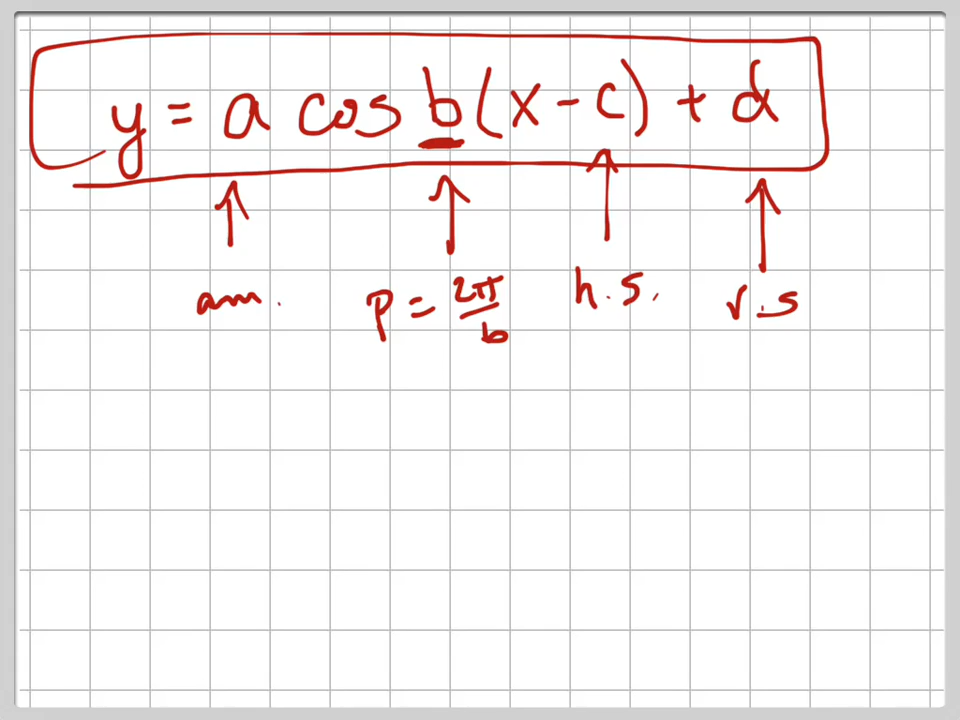 y = a cos b(x - c) + d
am. p = 2π/b h.s. v.s